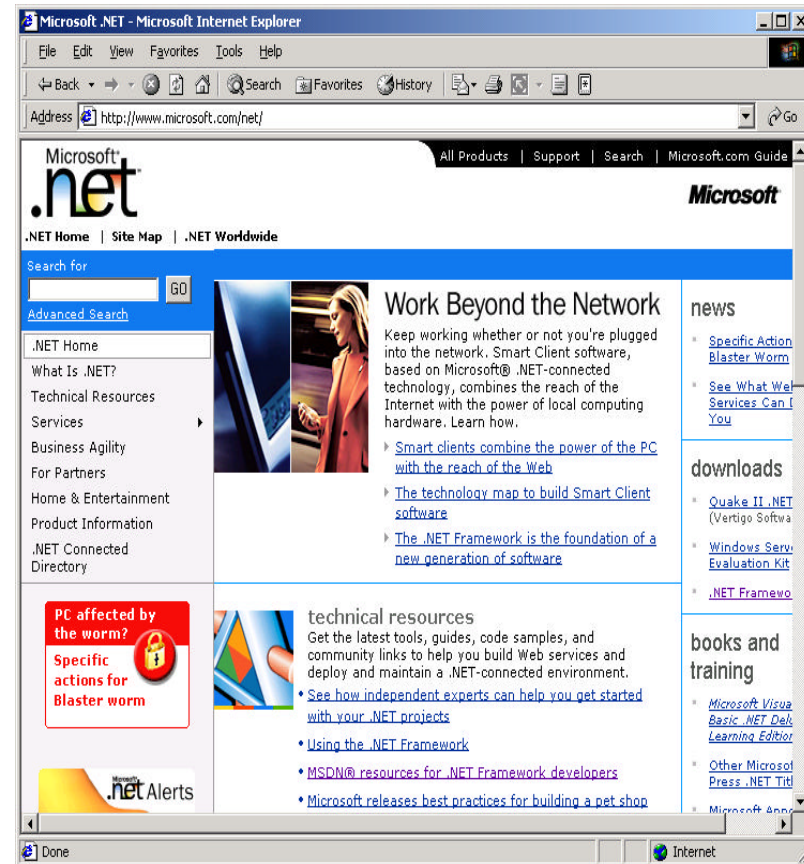 Microsoft .NET - Microsoft Internet Explorer
File Edit View Favorites Tools Help
Back Search Favorites History
Address http://www.microsoft.com/net/ Go
Microsoft
.net
All Products | Support | Search | Microsoft.com Guide
Microsoft
.NET Home | Site Map | .NET Worldwide
Search for
GO
Advanced Search
.NET Home
What Is .NET?
Technical Resources
Services
Business Agility
For Partners
Home & Entertainment
Product Information
.NET Connected
Directory
PC affected by
the worm?
Specific
actions for
Blaster worm
Microsoft
.net Alerts
Work Beyond the Network
Keep working whether or not you're plugged
into the network. Smart Client software,
based on Microsoft® .NET-connected
technology, combines the reach of the
Internet with the power of local computing
hardware. Learn how.
Smart clients combine the power of the PC
with the reach of the Web
The technology map to build Smart Client
software
The .NET Framework is the foundation of a
new generation of software
technical resources
Get the latest tools, guides, code samples, and
community links to help you build Web services and
deploy and maintain a .NET-connected environment.
See how independent experts can help you get started
with your .NET projects
Using the .NET Framework
MSDN® resources for .NET Framework developers
Microsoft releases best practices for building a pet shop
news
Specific Action
Blaster Worm
See What We
Services Can
You
downloads
Quake II .NET
(Vertigo Softwa
Windows Serv
Evaluation Kit
.NET Framewo
books and
training
Microsoft Visua
Basic .NET Delu
Learning Edition
Other Microsof
Press .NET Titl
Microsoft
Done
Internet